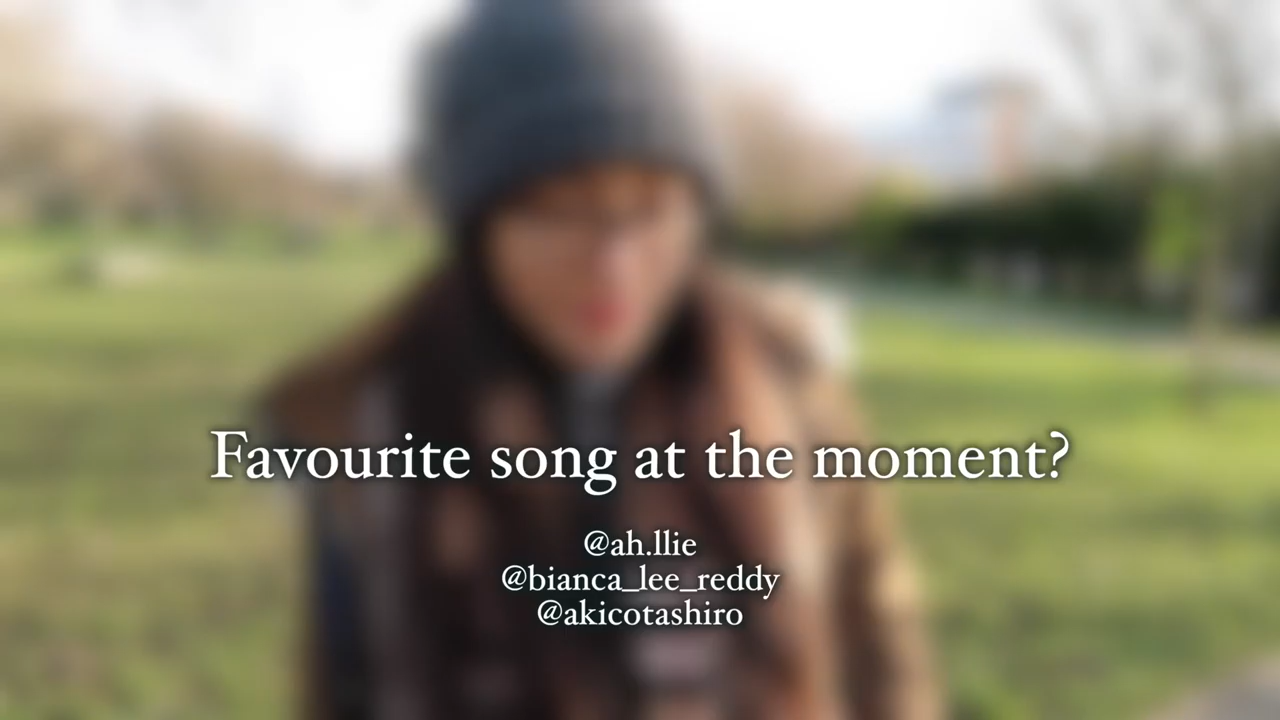 Favourite song at the moment?
@ah.llie
@bianca_lee_reddy
@akicotashiro